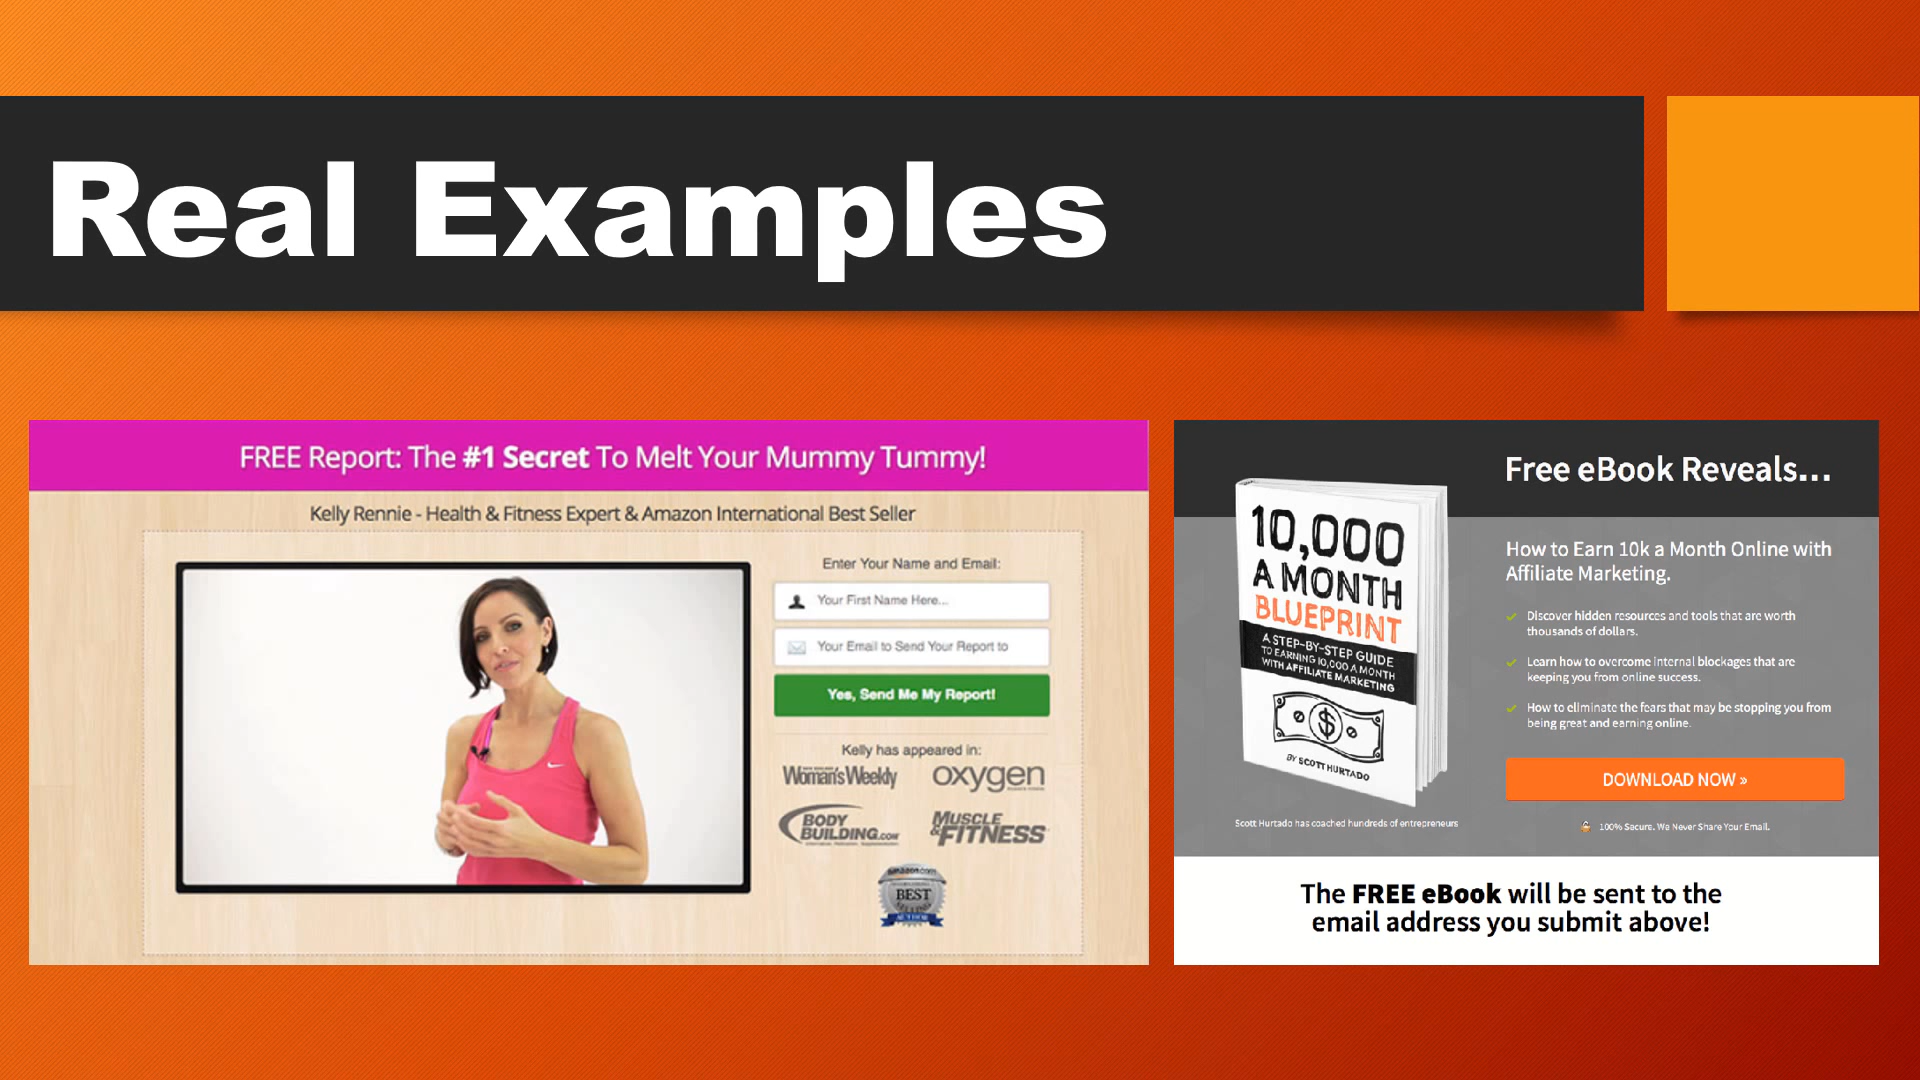 Real Examples
FREE Report: The #1 Secret To Melt Your Mummy Tummy!
Kelly Rennie - Health & Fitness Expert & Amazon International Best Seller
Enter Your Name and Email:
Your First Name Here...
Your Email to Send Your Report to
Yes, Send Me My Report!
Kelly has appeared in:
Woman's Weekly
oxygen
BODY
BUILDING.com
MUSCLE
& FITNESS
amazon.com
BEST
SELLING
AUTHOR
Free eBook Reveals...
10,000
A MONTH
BLUEPRINT
A STEP-BY-STEP GUIDE
TO EARNING 10,000 A MONTH
WITH AFFILIATE MARKETING
$
BY SCOTT HURTADO
Scott Hurtado has coached hundreds of entrepreneurs
How to Earn 10k a Month Online with
Affiliate Marketing.
Discover hidden resources and tools that are worth
thousands of dollars.
Learn how to overcome internal blockages that are
keeping you from online success.
How to eliminate the fears that may be stopping you from
being great and earning online.
DOWNLOAD NOW »
100% Secure. We Never Share Your Email.
The FREE eBook will be sent to the
email address you submit above!